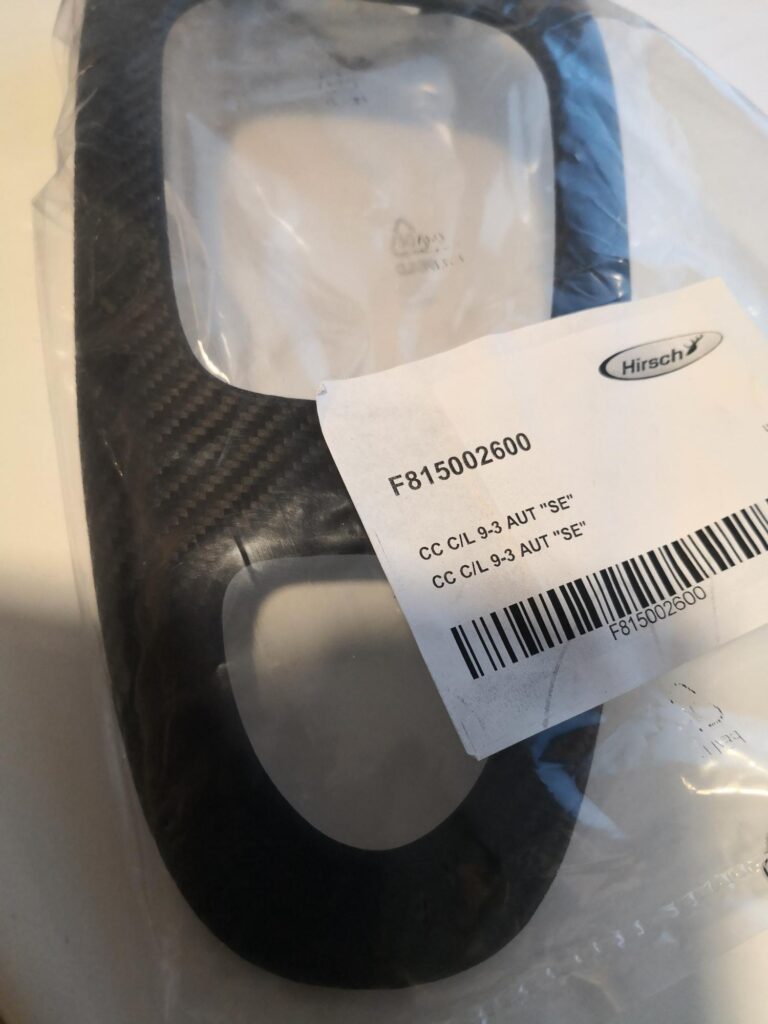 Hirsch
F815002600
CC C/L 9-3 AUT "SE"
CC C/L 9-3 AUT "SE"
F815002600